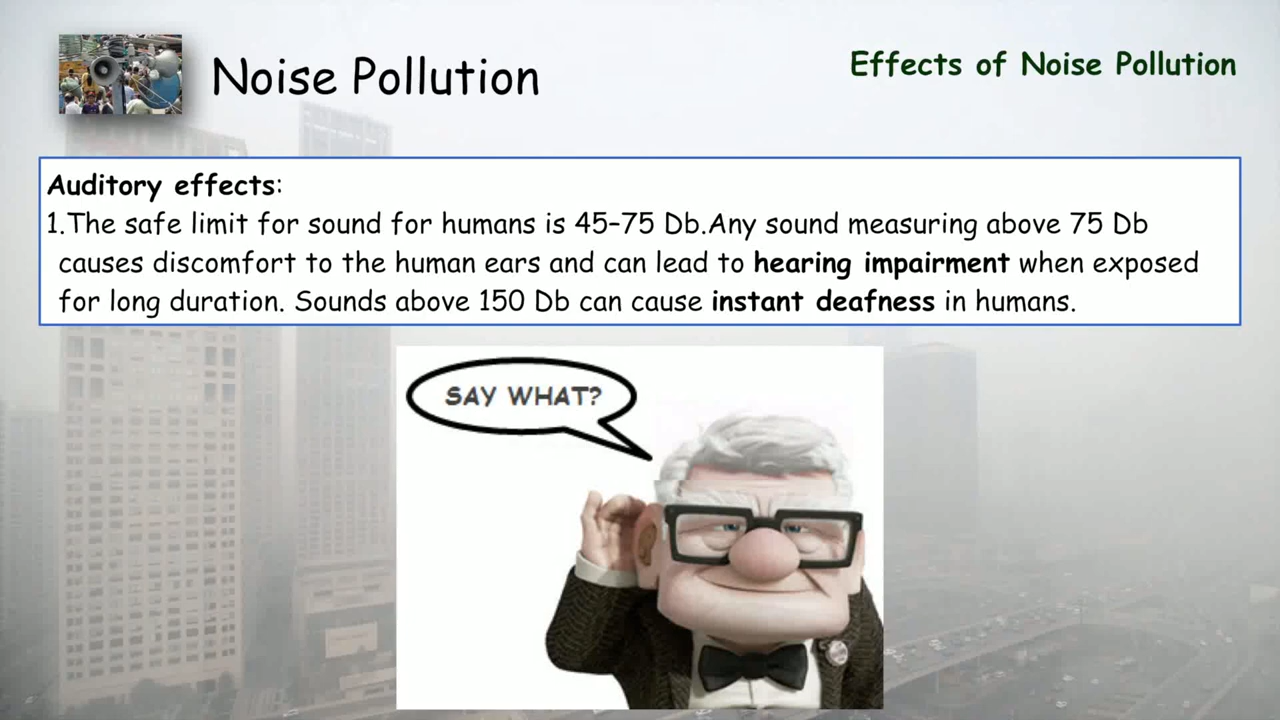 Noise Pollution
Effects of Noise Pollution
Auditory effects:
1.The safe limit for sound for humans is 45–75 Db.Any sound measuring above 75 Db
causes discomfort to the human ears and can lead to hearing impairment when exposed
for long duration. Sounds above 150 Db can cause instant deafness in humans.
SAY WHAT?